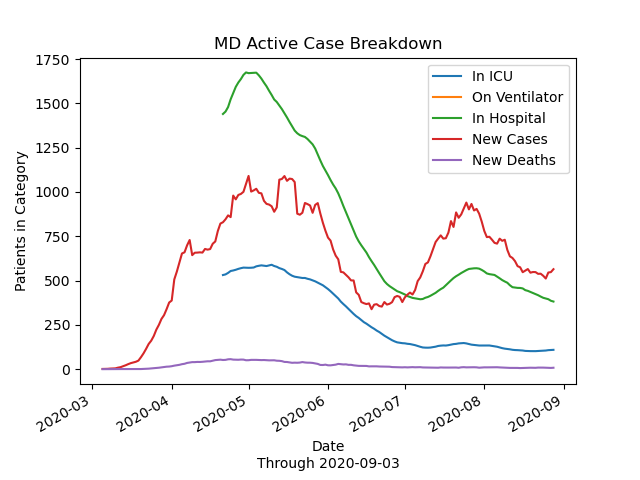 MD Active Case Breakdown
Patients in Category
1750
1500
1250
1000
750
500
250
0
In ICU
On Ventilator
In Hospital
New Cases
New Deaths
2020-03
2020-04
2020-05
2020-06
2020-07
2020-08
2020-09
Date
Through 2020-09-03